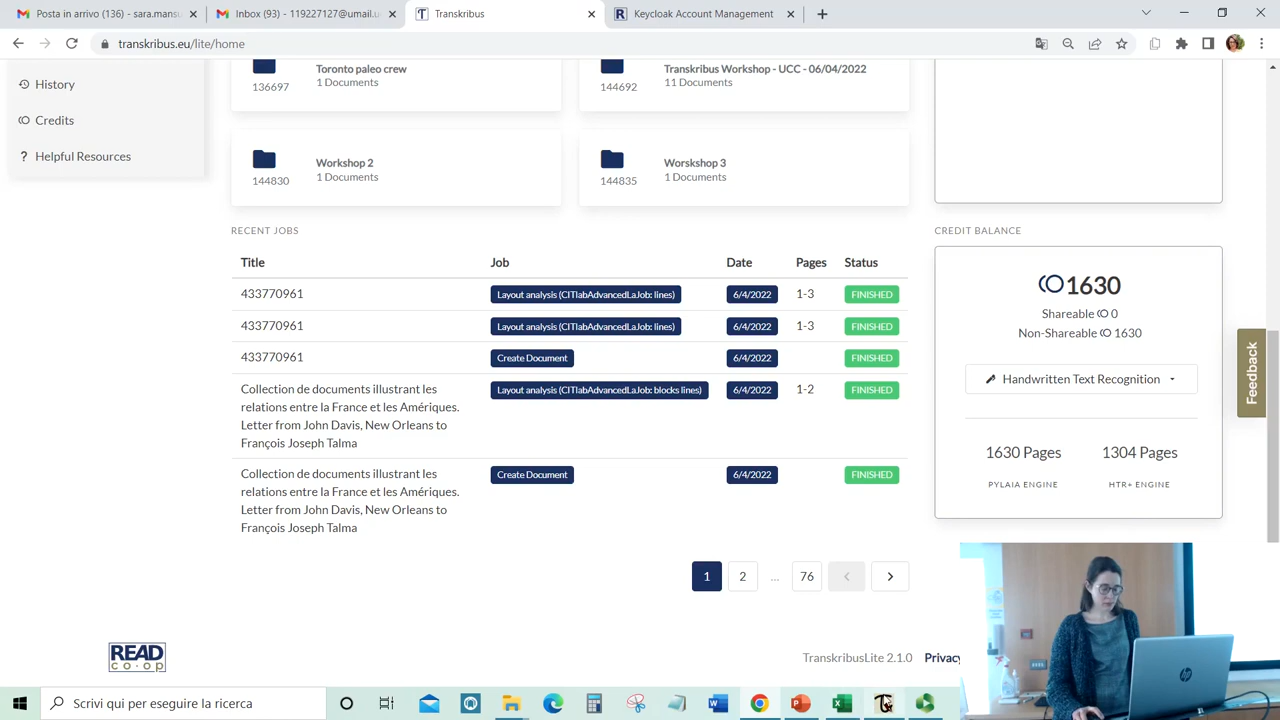 Posta in arrivo (136) - sara.mans
Inbox (93) - 119227127@umail.uc
Transkribus
Keycloak Account Management
transkribus.eu/lite/home
History
Credits
Helpful Resources
Toronto paleo crew
1 Documents
136697
Transkribus Workshop - UCC - 06/04/2022
11 Documents
144692
Workshop 2
1 Documents
144830
Worskshop 3
1 Documents
144835
RECENT JOBS
Title Job Date Pages Status
433770961 Layout analysis (CITlabAdvancedLaJob: lines) 6/4/2022 1-3 FINISHED
433770961 Layout analysis (CITlabAdvancedLaJob: lines) 6/4/2022 1-3 FINISHED
433770961 Create Document 6/4/2022 FINISHED
Collection de documents illustrant les Layout analysis (CITlabAdvancedLaJob: blocks lines) 6/4/2022 1-2 FINISHED
relations entre la France et les Amériques.
Letter from John Davis, New Orleans to
François Joseph Talma
Collection de documents illustrant les Create Document 6/4/2022 FINISHED
relations entre la France et les Amériques.
Letter from John Davis, New Orleans to
François Joseph Talma
1 2 ... 76
CREDIT BALANCE
1630
Shareable 0
Non-Shareable 1630
Handwritten Text Recognition
1630 Pages 1304 Pages
PYLAIA ENGINE HTR+ ENGINE
Feedback
READ
co-op
TranskribusLite 2.1.0 Privacy
Scrivi qui per eseguire la ricerca